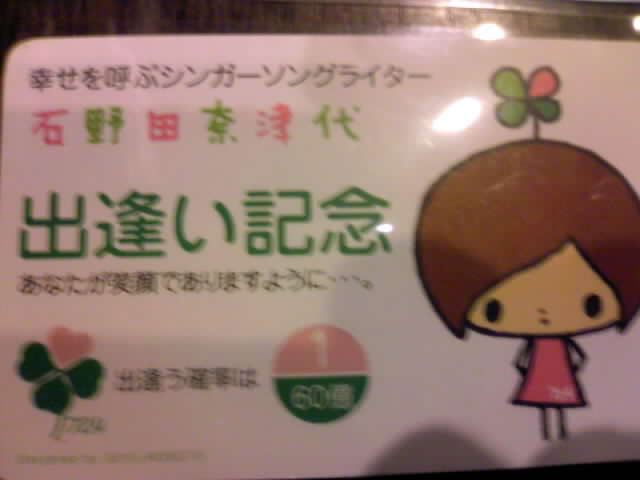 幸せを呼ぶシンガーソングライター
石野田奈津代
出逢い記念
あなたが笑顔でありますように・・・。
出逢う確率は
1
60億